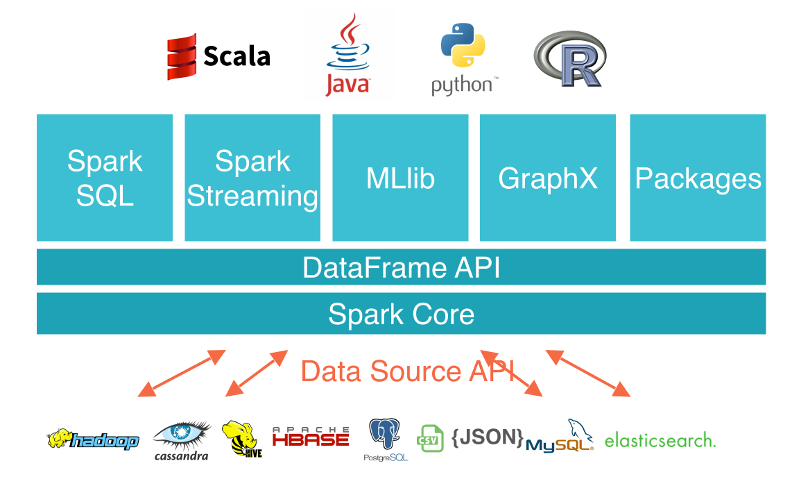 Scala
Java
python™
R
Spark
SQL
Spark
Streaming
MLlib
GraphX
Packages
DataFrame API
Spark Core
Data Source API
hadoop
cassandra
HIVE
APACHE
HBASE
PostgreSQL
CSV
{JSON}
MySQL
elasticsearch.